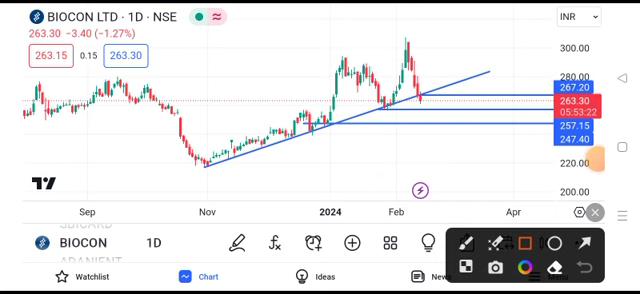 BIOCON LTD · 1D · NSE
INR
263.30 −3.40 (−1.27%)
263.15 0.15 263.30
300.00
280.00
267.20
263.30
05:53:22
257.15
247.40
220.00
200.00
Sep Nov 2024 Feb Apr
BIOCON 1D
ADANIENT
Watchlist Chart Ideas News Menu